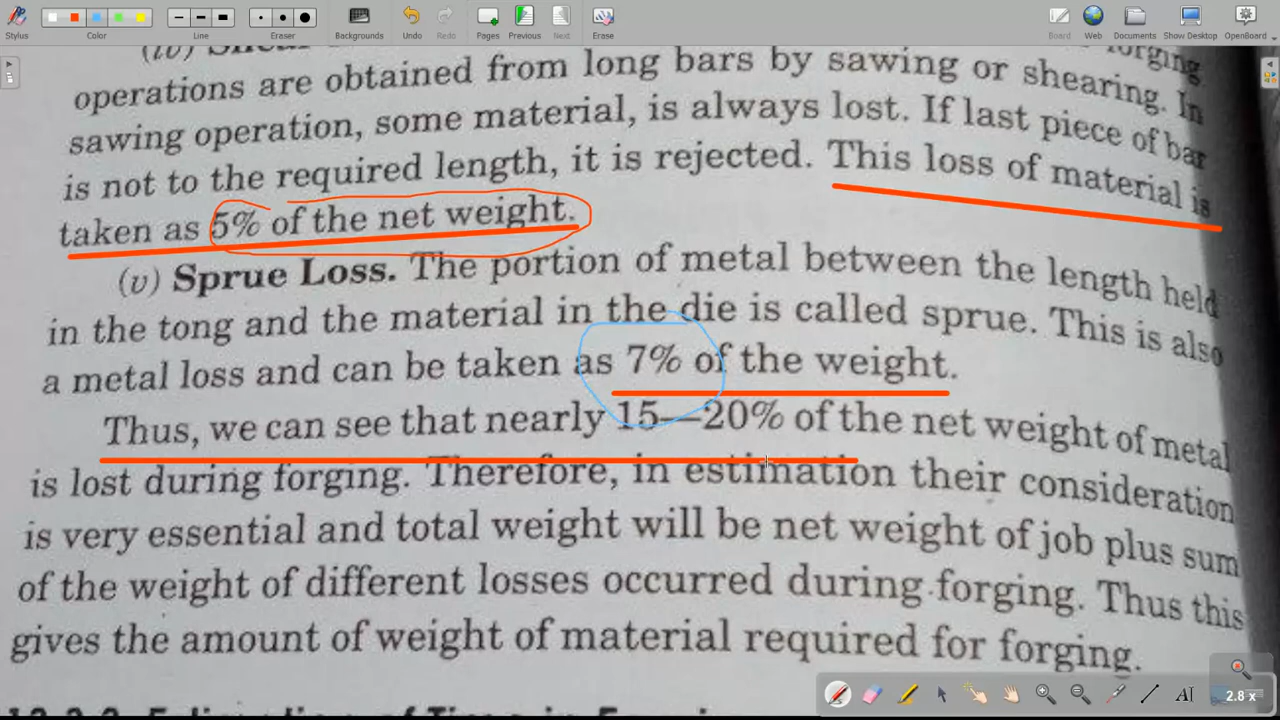 Stylus Color Line Eraser Backgrounds Undo Redo Pages Previous Next Erase Board Web Documents Show Desktop OpenBoard
forging
(iv) Shear
operations are obtained from long bars by sawing or shearing. In
sawing operation, some material, is always lost. If last piece of bar
is not to the required length, it is rejected. This loss of material is
taken as 5% of the net weight.
(v) Sprue Loss. The portion of metal between the length held
in the tong and the material in the die is called sprue. This is also
a metal loss and can be taken as 7% of the weight.
Thus, we can see that nearly 15—20% of the net weight of metal
is lost during forging. Therefore, in estimation their consideration
is very essential and total weight will be net weight of job plus sum
of the weight of different losses occurred during forging. Thus this
gives the amount of weight of material required for forging.
2.8 x